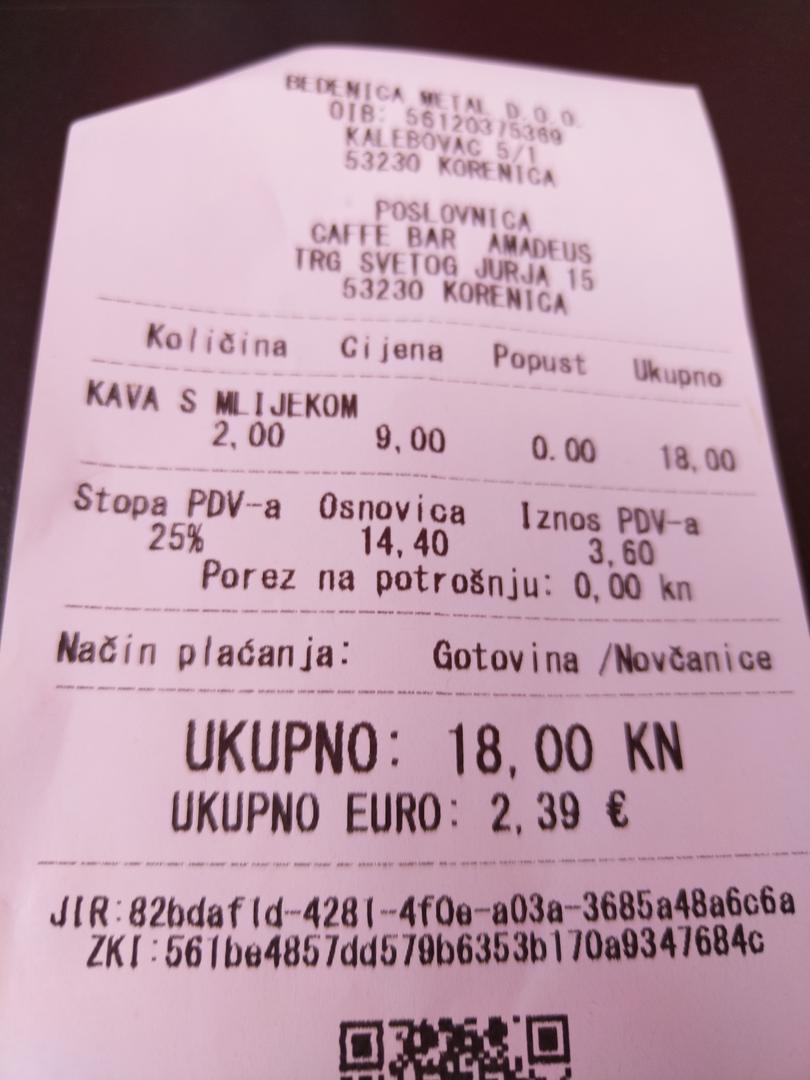 BEDENICA METAL D.O.O.
OIB: 56120375369
KALEBOVAC 5/1
53230 KORENICA
POSLOVNICA
CAFFE BAR AMADEUS
TRG SVETOG JURJA 15
53230 KORENICA
Količina Cijena Popust Ukupno
KAVA S MLIJEKOM
2,00 9,00 0.00 18,00
Stopa PDV-a Osnovica Iznos PDV-a
25% 14,40 3,60
Porez na potrošnju: 0,00 kn
Način plaćanja: Gotovina /Novčanice
UKUPNO: 18,00 KN
UKUPNO EURO: 2,39 €
JIR:82bdaf1d-4281-4f0e-a03a-3685a48a6c6a
ZKI:561be4857dd579b6353b170a9347684c